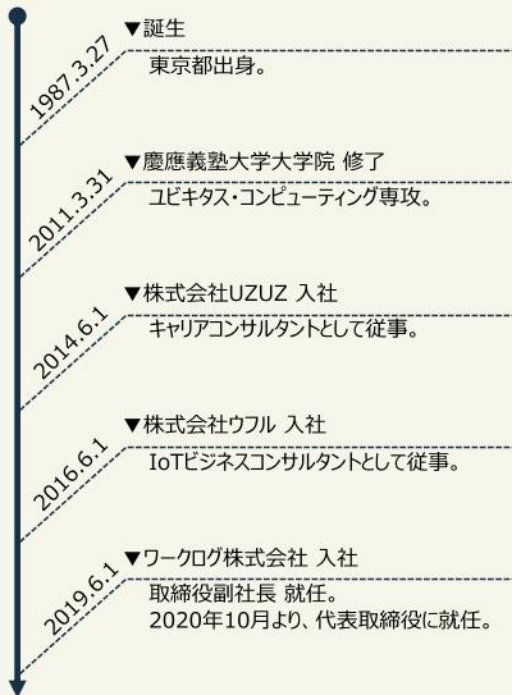 ▼誕生
1987.3.27
東京都出身。
▼慶應義塾大学大学院 修了
2011.3.31
ユビキタス・コンピューティング専攻。
▼株式会社UZUZ 入社
2014.6.1
キャリアコンサルタントとして従事。
▼株式会社ウフル 入社
2016.6.1
IoTビジネスコンサルタントとして従事。
▼ワークログ株式会社 入社
2019.6.1
取締役副社長 就任。
2020年10月より、代表取締役に就任。